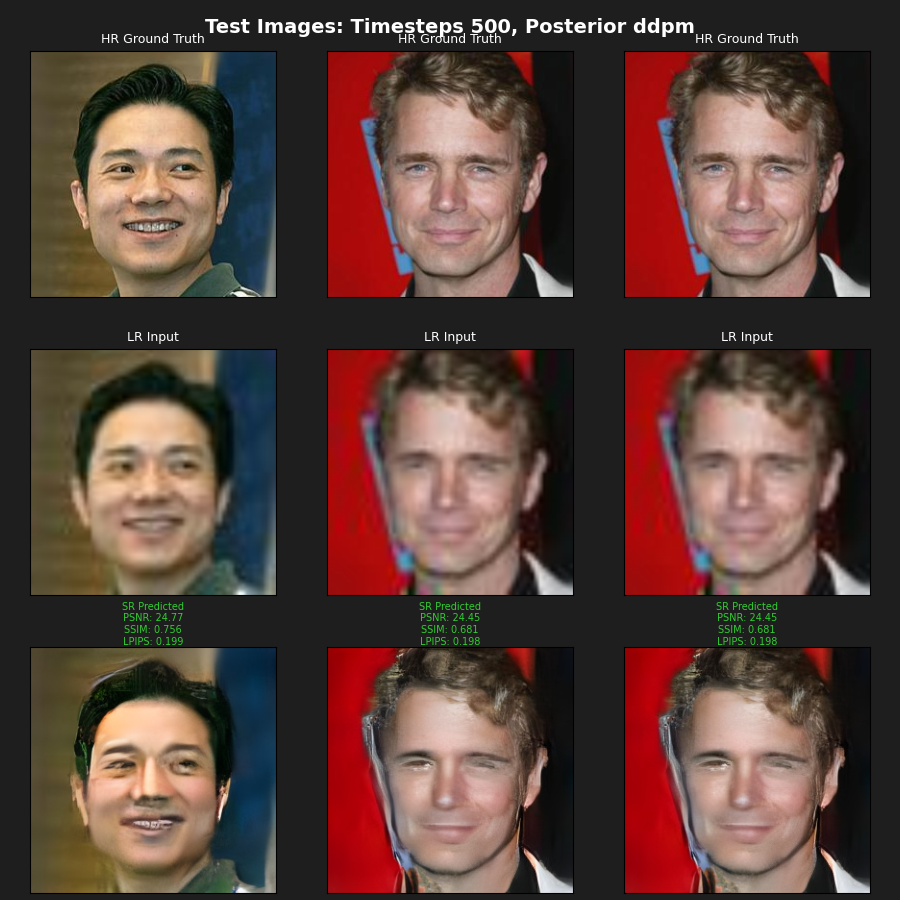 Test Images: Timesteps 500, Posterior ddpm
HR Ground Truth
HR Ground Truth
HR Ground Truth
LR Input
LR Input
LR Input
SR Predicted
PSNR: 24.77
SSIM: 0.756
LPIPS: 0.199
SR Predicted
PSNR: 24.45
SSIM: 0.681
LPIPS: 0.198
SR Predicted
PSNR: 24.45
SSIM: 0.681
LPIPS: 0.198